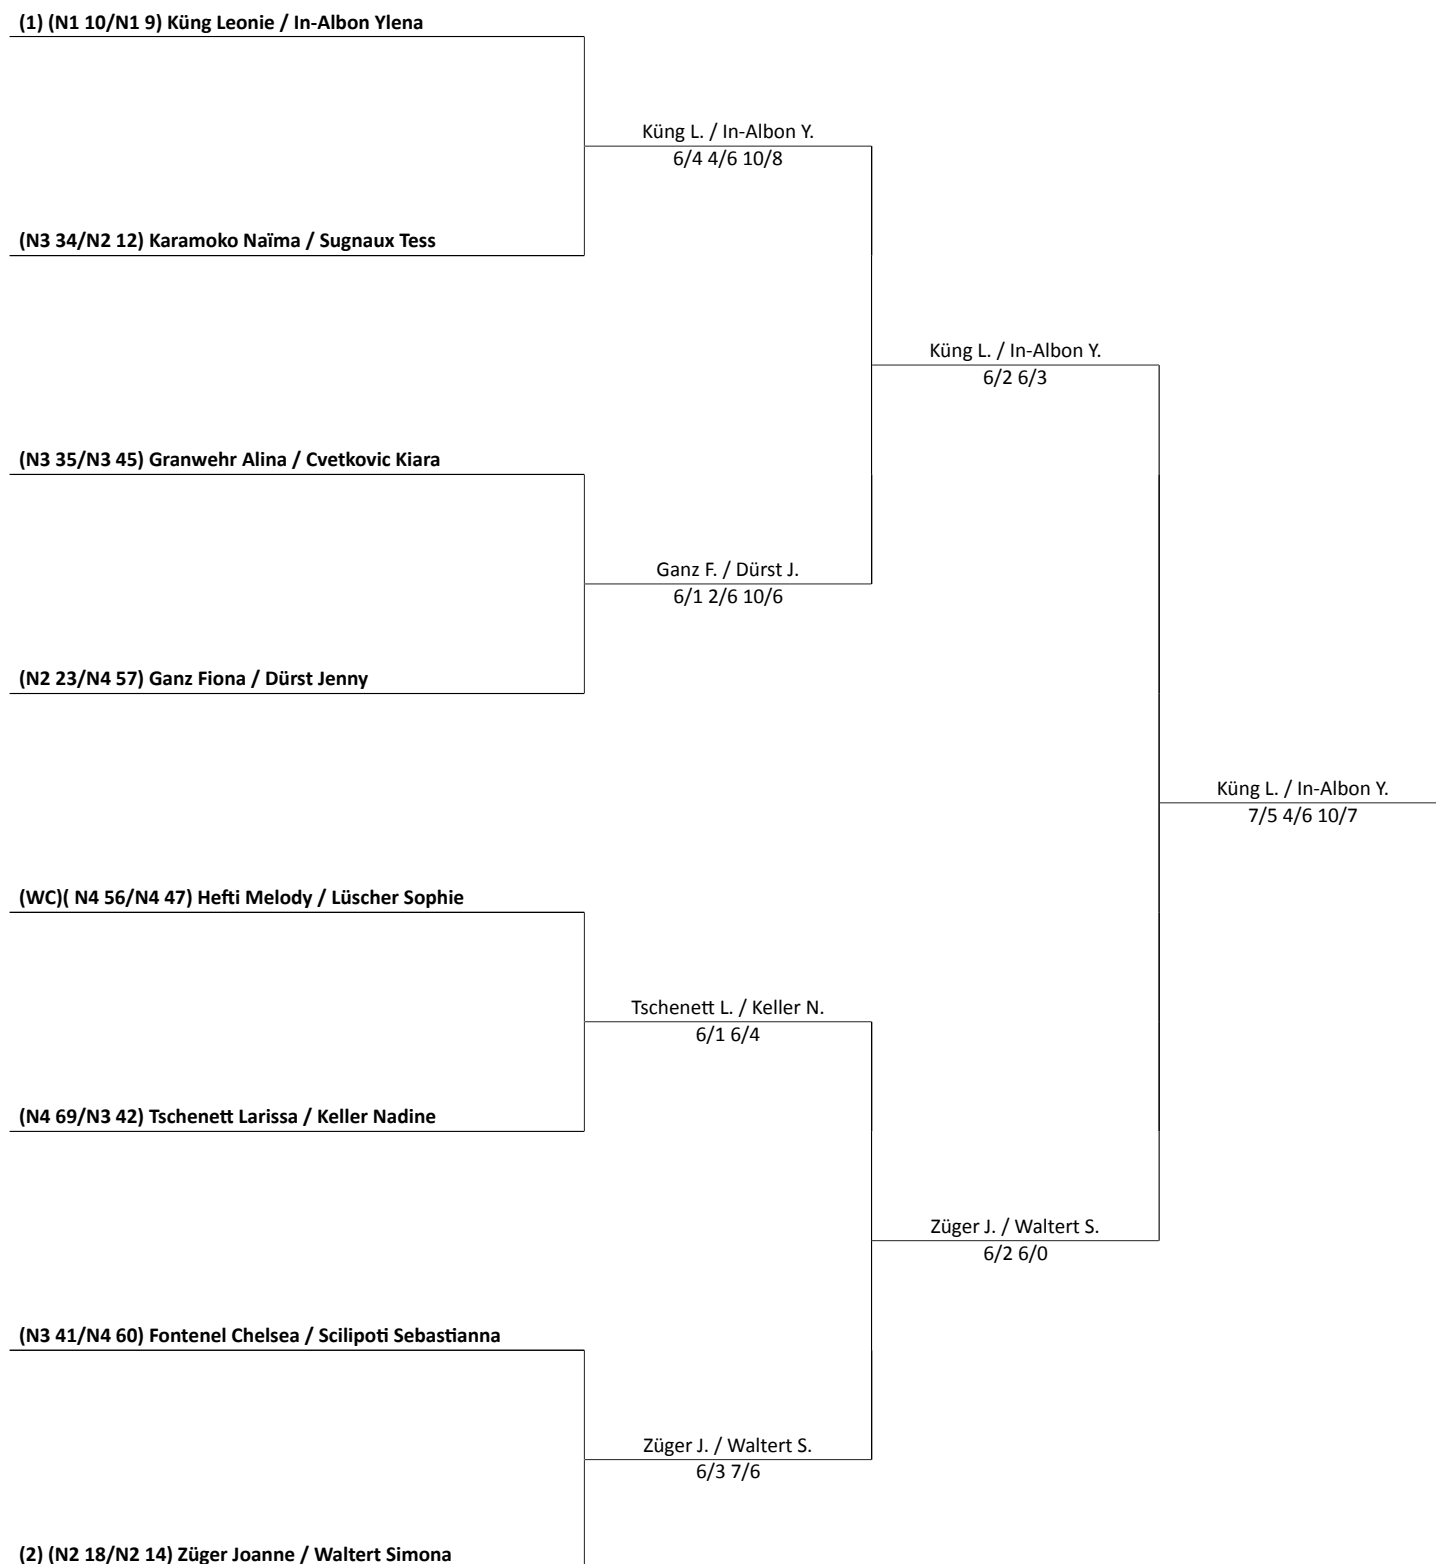 (1) (N1 10/N1 9) Küng Leonie / In-Albon Ylena
Küng L. / In-Albon Y.
6/4 4/6 10/8
(N3 34/N2 12) Karamoko Naïma / Sugnaux Tess
Küng L. / In-Albon Y.
6/2 6/3
(N3 35/N3 45) Granwehr Alina / Cvetkovic Kiara
Ganz F. / Dürst J.
6/1 2/6 10/6
(N2 23/N4 57) Ganz Fiona / Dürst Jenny
Küng L. / In-Albon Y.
7/5 4/6 10/7
(WC)( N4 56/N4 47) Hefti Melody / Lüscher Sophie
Tschenett L. / Keller N.
6/1 6/4
(N4 69/N3 42) Tschenett Larissa / Keller Nadine
Züger J. / Waltert S.
6/2 6/0
(N3 41/N4 60) Fontenel Chelsea / Scilipoti Sebastianna
Züger J. / Waltert S.
6/3 7/6
(2) (N2 18/N2 14) Züger Joanne / Waltert Simona